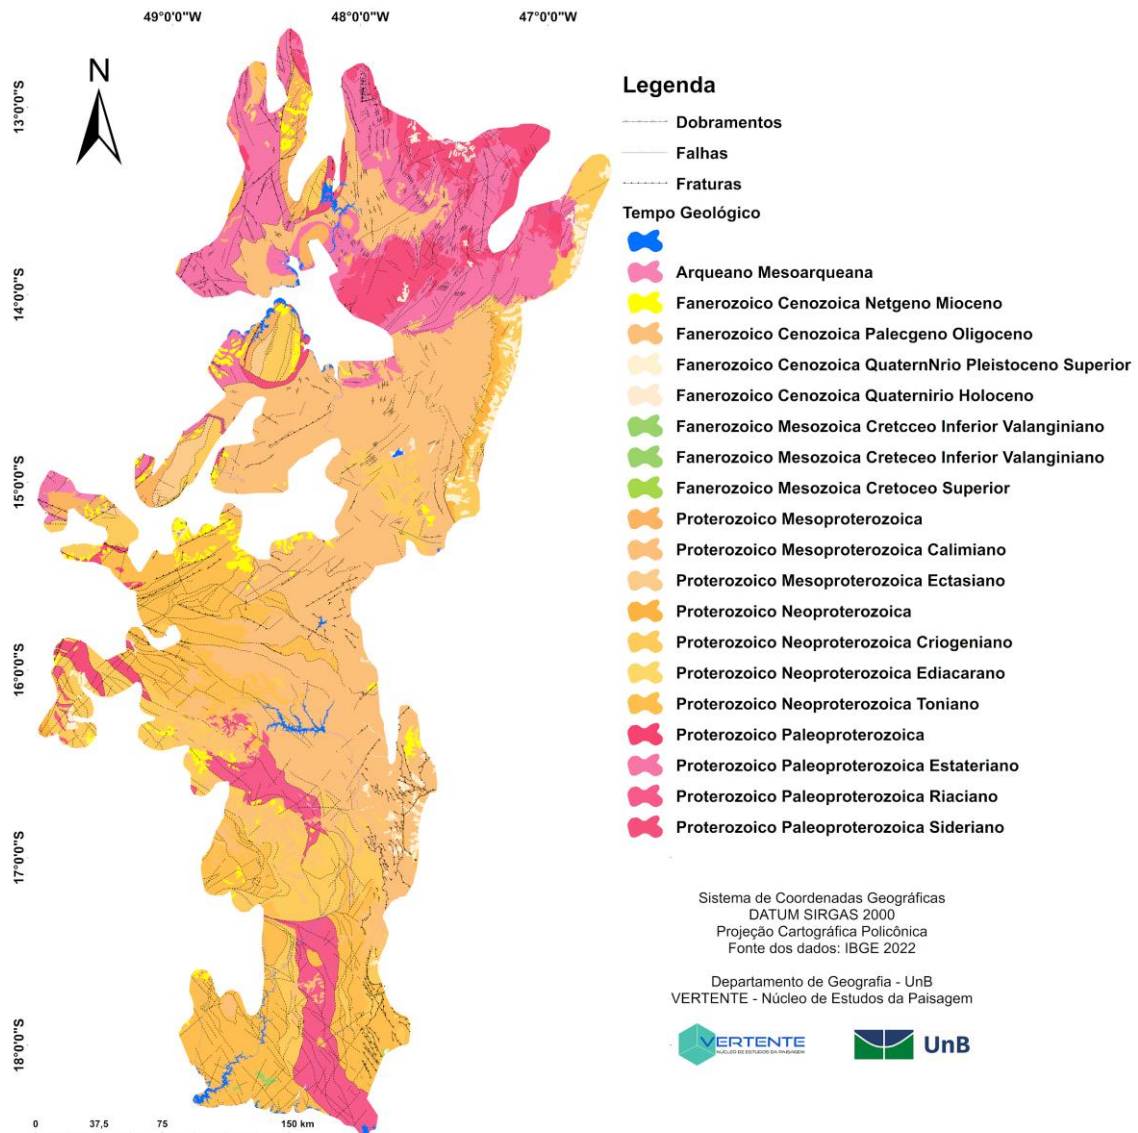 49°0'0"W
48°0'0"W
47°0'0"W
N
13°0'0"S
14°0'0"S
15°0'0"S
16°0'0"S
17°0'0"S
18°0'0"S
0
37,5
75
150 km
Legenda
Dobramentos
Falhas
Fraturas
Tempo Geológico
Arqueano Mesoarqueana
Fanerozoico Cenozoica Netgeno Mioceno
Fanerozoico Cenozoica Palecgeno Oligoceno
Fanerozoico Cenozoica QuaternNrio Pleistoceno Superior
Fanerozoico Cenozoica Quaternirio Holoceno
Fanerozoico Mesozoica Cretcceo Inferior Valanginiano
Fanerozoico Mesozoica Creteceo Inferior Valanginiano
Fanerozoico Mesozoica Cretoceo Superior
Proterozoico Mesoproterozoica
Proterozoico Mesoproterozoica Calimiano
Proterozoico Mesoproterozoica Ectasiano
Proterozoico Neoproterozoica
Proterozoico Neoproterozoica Criogeniano
Proterozoico Neoproterozoica Ediacarano
Proterozoico Neoproterozoica Toniano
Proterozoico Paleoproterozoica
Proterozoico Paleoproterozoica Estateriano
Proterozoico Paleoproterozoica Riaciano
Proterozoico Paleoproterozoica Sideriano
Sistema de Coordenadas Geográficas
DATUM SIRGAS 2000
Projeção Cartográfica Policônica
Fonte dos dados: IBGE 2022
Departamento de Geografia - UnB
VERTENTE - Núcleo de Estudos da Paisagem
VERTENTE
NÚCLEO DE ESTUDOS DA PAISAGEM
UnB